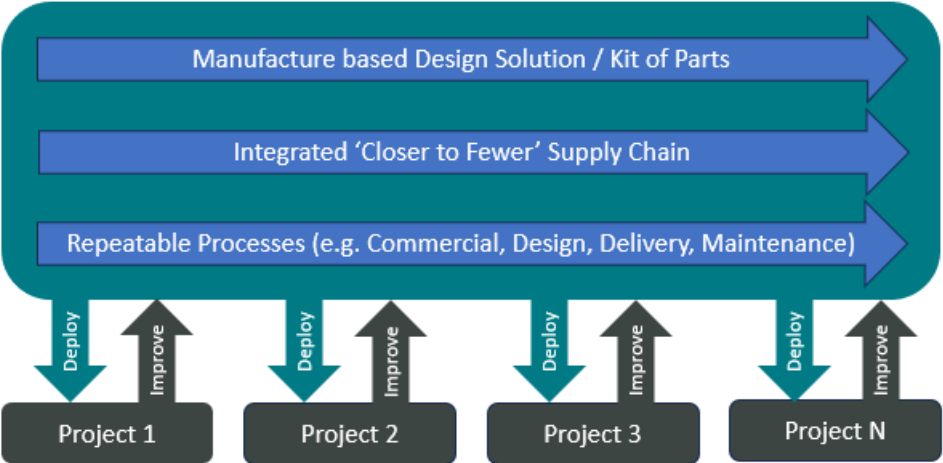 Manufacture based Design Solution / Kit of Parts
Integrated ‘Closer to Fewer’ Supply Chain
Repeatable Processes (e.g. Commercial, Design, Delivery, Maintenance)
Deploy
Improve
Deploy
Improve
Deploy
Improve
Deploy
Improve
Project 1
Project 2
Project 3
Project N